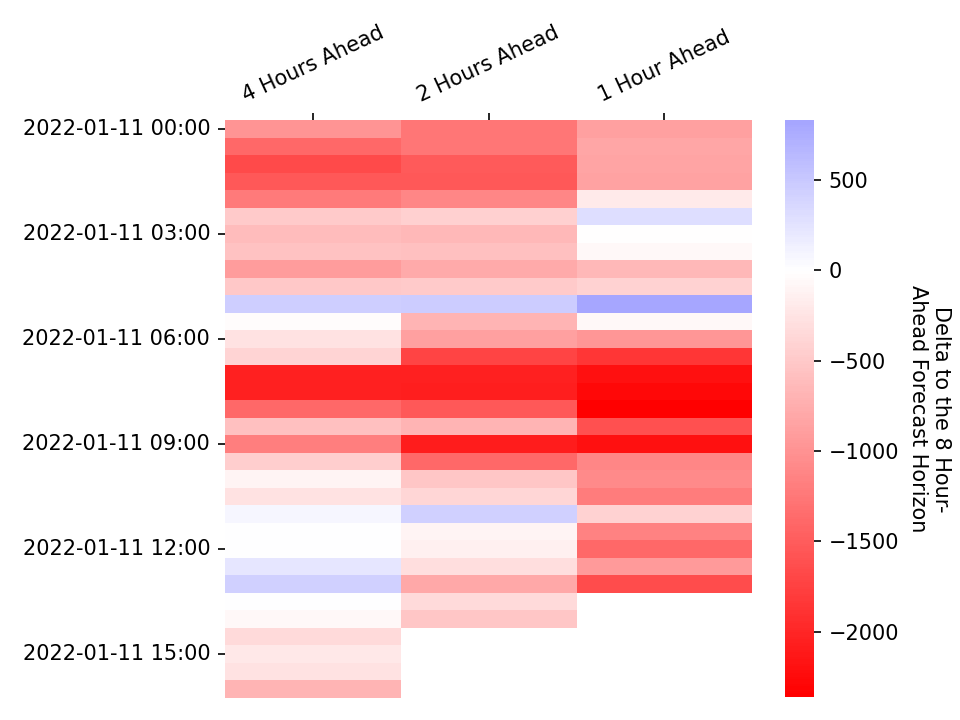 4 Hours Ahead
2 Hours Ahead
1 Hour Ahead
2022-01-11 00:00
2022-01-11 03:00
2022-01-11 06:00
2022-01-11 09:00
2022-01-11 12:00
2022-01-11 15:00
500
0
−500
−1000
−1500
−2000
Delta to the 8 Hour-
Ahead Forecast Horizon